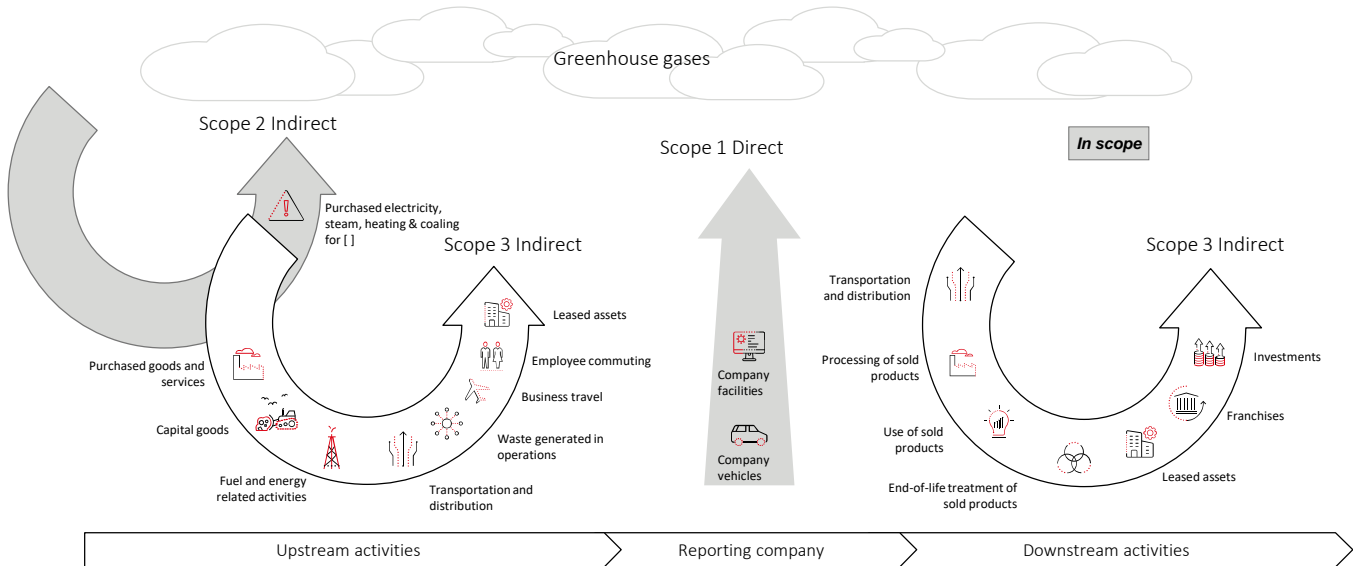 Greenhouse gases
Scope 2 Indirect
Scope 1 Direct
In scope
Purchased electricity,
steam, heating & coaling
for [ ]
Scope 3 Indirect
Leased assets
Employee commuting
Business travel
Waste generated in
operations
Transportation and
distribution
Fuel and energy
related activities
Capital goods
Purchased goods and
services
Company
facilities
Company
vehicles
Scope 3 Indirect
Transportation
and distribution
Processing of sold
products
Use of sold
products
End-of-life treatment of
sold products
Leased assets
Franchises
Investments
Upstream activities
Reporting company
Downstream activities